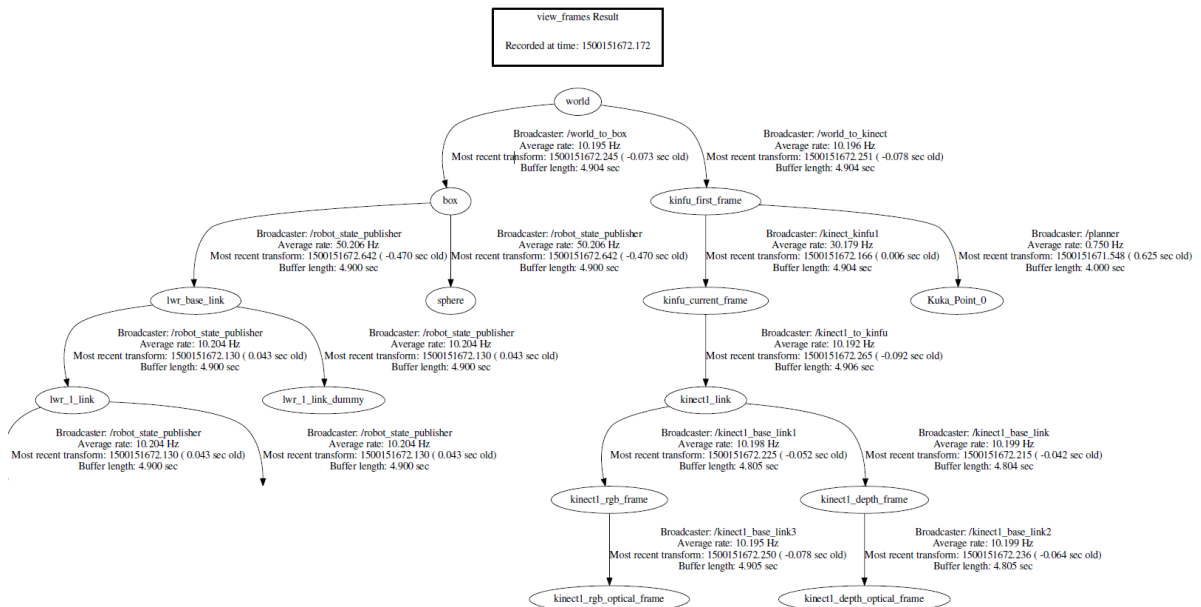 view_frames Result
Recorded at time: 1500151672.172
world
Broadcaster: /world_to_box
Average rate: 10.195 Hz
Most recent transform: 1500151672.245 ( -0.073 sec old)
Buffer length: 4.904 sec
Broadcaster: /world_to_kinect
Average rate: 10.196 Hz
Most recent transform: 1500151672.251 ( -0.078 sec old)
Buffer length: 4.904 sec
box
kinfu_first_frame
Broadcaster: /robot_state_publisher
Average rate: 50.206 Hz
Most recent transform: 1500151672.642 ( -0.470 sec old)
Buffer length: 4.900 sec
Broadcaster: /robot_state_publisher
Average rate: 50.206 Hz
Most recent transform: 1500151672.642 ( -0.470 sec old)
Buffer length: 4.900 sec
Broadcaster: /kinect_kinfu1
Average rate: 30.179 Hz
Most recent transform: 1500151672.166 ( 0.006 sec old)
Buffer length: 4.904 sec
Broadcaster: /planner
Average rate: 0.750 Hz
Most recent transform: 1500151671.548 ( 0.625 sec old)
Buffer length: 4.000 sec
lwr_base_link
sphere
kinfu_current_frame
Kuka_Point_0
Broadcaster: /robot_state_publisher
Average rate: 10.204 Hz
Most recent transform: 1500151672.130 ( 0.043 sec old)
Buffer length: 4.900 sec
Broadcaster: /robot_state_publisher
Average rate: 10.204 Hz
Most recent transform: 1500151672.130 ( 0.043 sec old)
Buffer length: 4.900 sec
Broadcaster: /kinect1_to_kinfu
Average rate: 10.192 Hz
Most recent transform: 1500151672.265 ( -0.092 sec old)
Buffer length: 4.906 sec
lwr_1_link
lwr_1_link_dummy
kinect1_link
Broadcaster: /robot_state_publisher
Average rate: 10.204 Hz
Most recent transform: 1500151672.130 ( 0.043 sec old)
Buffer length: 4.900 sec
Broadcaster: /robot_state_publisher
Average rate: 10.204 Hz
Most recent transform: 1500151672.130 ( 0.043 sec old)
Buffer length: 4.900 sec
Broadcaster: /kinect1_base_link1
Average rate: 10.198 Hz
Most recent transform: 1500151672.225 ( -0.052 sec old)
Buffer length: 4.805 sec
Broadcaster: /kinect1_base_link
Average rate: 10.199 Hz
Most recent transform: 1500151672.215 ( -0.042 sec old)
Buffer length: 4.804 sec
kinect1_rgb_frame
kinect1_depth_frame
Broadcaster: /kinect1_base_link3
Average rate: 10.195 Hz
Most recent transform: 1500151672.250 ( -0.078 sec old)
Buffer length: 4.905 sec
Broadcaster: /kinect1_base_link2
Average rate: 10.199 Hz
Most recent transform: 1500151672.236 ( -0.064 sec old)
Buffer length: 4.805 sec
kinect1_rgb_optical_frame
kinect1_depth_optical_frame